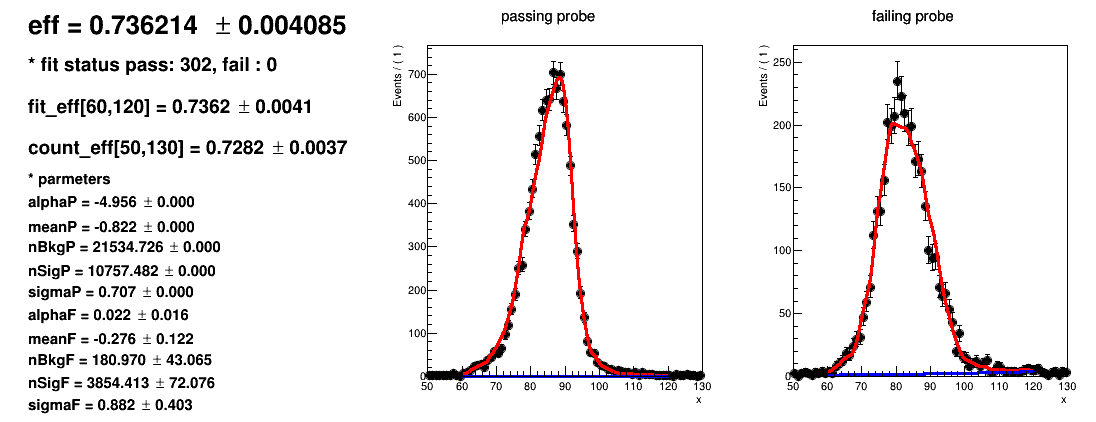 eff = 0.736214 ± 0.004085
* fit status pass: 302, fail : 0
fit_eff[60,120] = 0.7362 ± 0.0041
count_eff[50,130] = 0.7282 ± 0.0037
* parmeters
alphaP = -4.956 ± 0.000
meanP = -0.822 ± 0.000
nBkgP = 21534.726 ± 0.000
nSigP = 10757.482 ± 0.000
sigmaP = 0.707 ± 0.000
alphaF = 0.022 ± 0.016
meanF = -0.276 ± 0.122
nBkgF = 180.970 ± 43.065
nSigF = 3854.413 ± 72.076
sigmaF = 0.882 ± 0.403
passing probe
Events / ( 1 )
700
600
500
400
300
200
100
0
50 60 70 80 90 100 110 120 130
x
failing probe
Events / ( 1 )
250
200
150
100
50
0
50 60 70 80 90 100 110 120 130
x